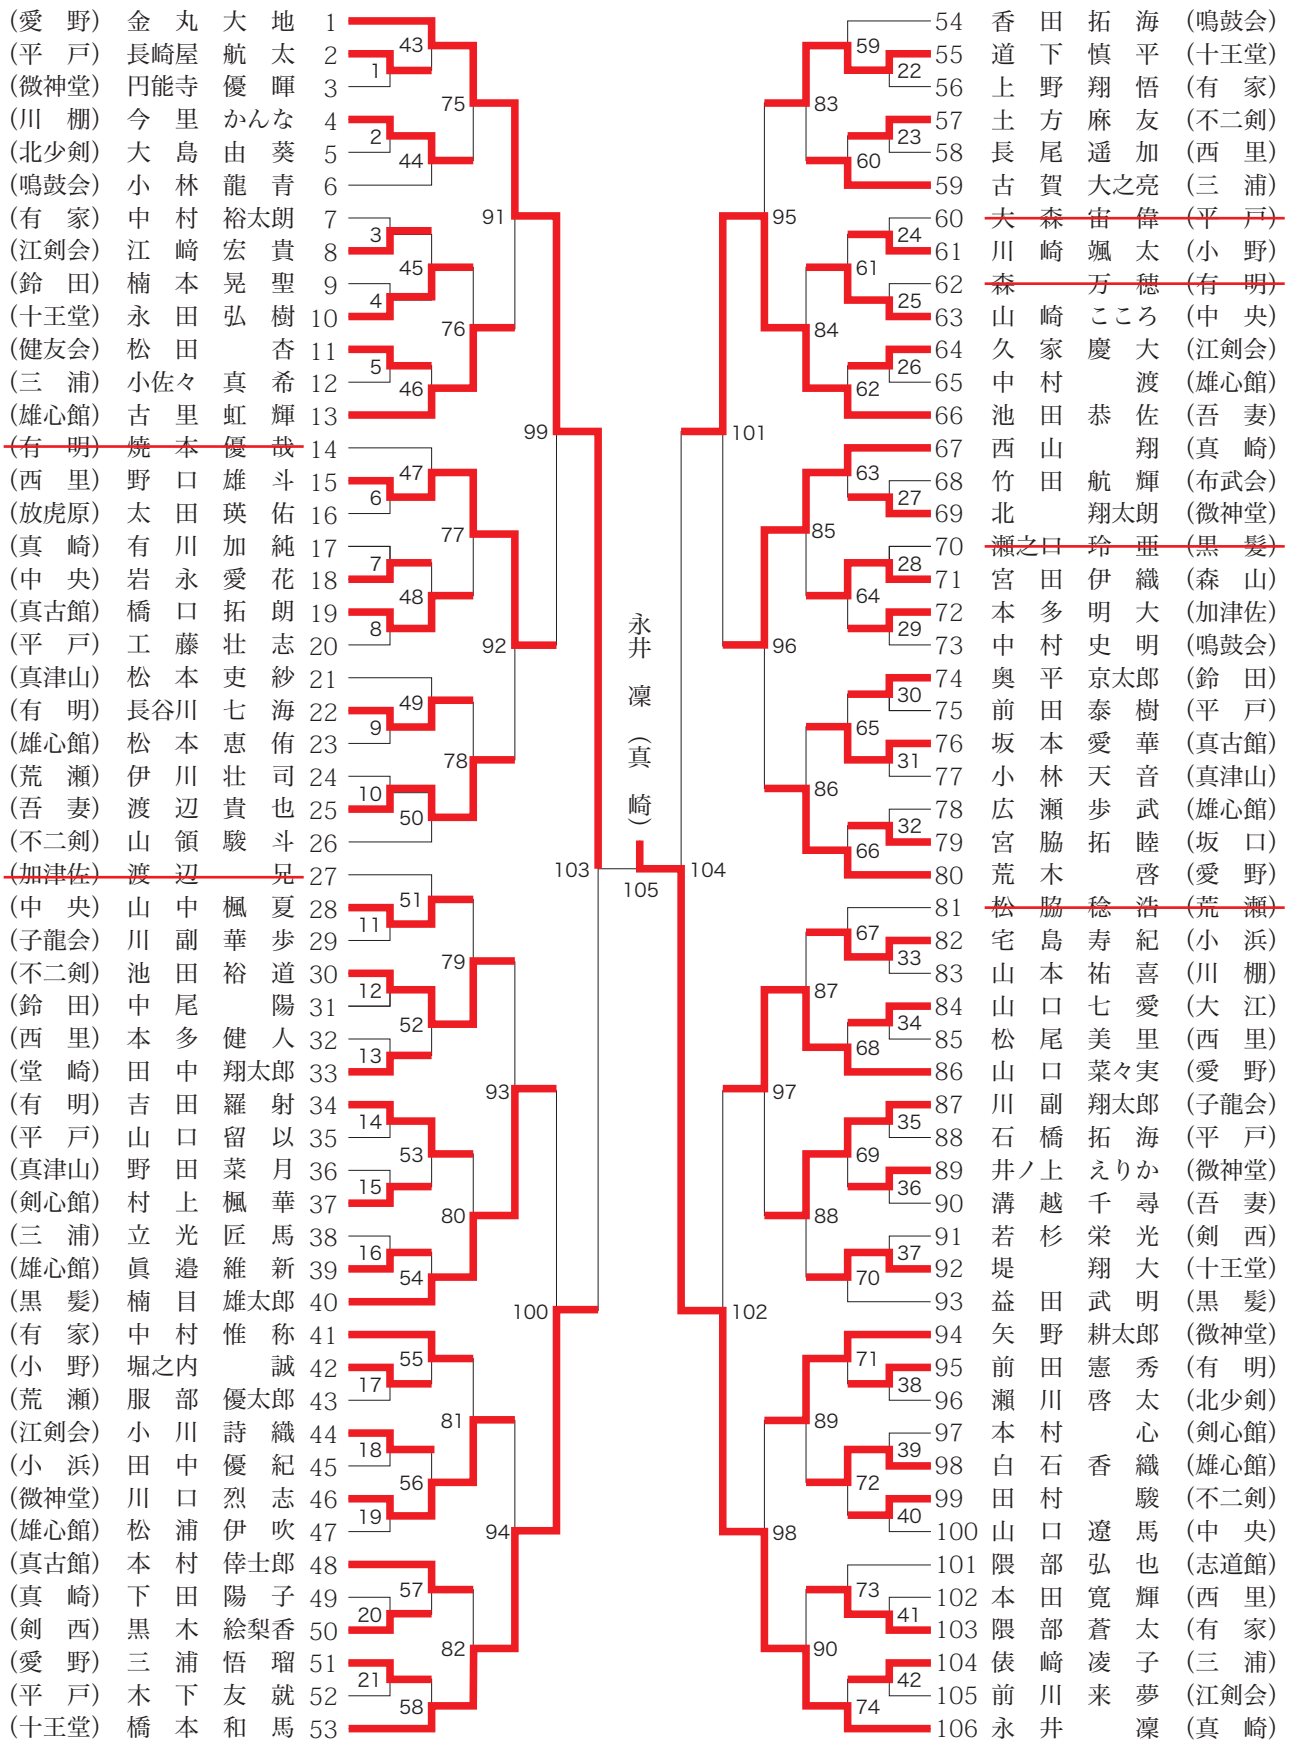 (愛野) 金丸大地 1
(平戸) 長崎屋航太 2
(微神堂) 円能寺優暉 3
(川棚) 今里かんな 4
(北少剣) 大島由葵 5
(鳴鼓会) 小林龍青 6
(有家) 中村裕太朗 7
(江剣会) 江﨑宏貴 8
(鈴田) 楠本晃聖 9
(十王堂) 永田弘樹 10
(健友会) 松田杏 11
(三浦) 小佐々真希 12
(雄心館) 古里虹輝 13
(有明) 焼本優哉 14
(西里) 野口雄斗 15
(放虎原) 太田瑛佑 16
(真崎) 有川加純 17
(中央) 岩永愛花 18
(真古館) 橋口拓朗 19
(平戸) 工藤壮志 20
(真津山) 松本吏紗 21
(有明) 長谷川七海 22
(雄心館) 松本恵侑 23
(荒瀬) 伊川壮司 24
(吾妻) 渡辺貴也 25
(不二剣) 山領駿斗 26
(加津佐) 渡辺兄 27
(中央) 山中楓夏 28
(子龍会) 川副華歩 29
(不二剣) 池田裕道 30
(鈴田) 中尾陽 31
(西里) 本多健人 32
(堂崎) 田中翔太郎 33
(有明) 吉田羅射 34
(平戸) 山口留以 35
(真津山) 野田菜月 36
(剣心館) 村上楓華 37
(三浦) 立光匠馬 38
(雄心館) 眞邉維新 39
(黒髪) 楠目雄太郎 40
(有家) 中村惟称 41
(小野) 堀之内誠 42
(荒瀬) 服部優太郎 43
(江剣会) 小川詩織 44
(小浜) 田中優紀 45
(微神堂) 川口烈志 46
(雄心館) 松浦伊吹 47
(真古館) 本村倖士郎 48
(真崎) 下田陽子 49
(剣西) 黒木絵梨香 50
(愛野) 三浦悟瑠 51
(平戸) 木下友就 52
(十王堂) 橋本和馬 53
1
2
3
4
5
6
7
8
9
10
11
12
13
14
15
16
17
18
19
20
21
43
44
45
46
47
48
49
50
51
52
53
54
55
56
57
58
75
76
77
78
79
80
81
82
91
92
93
94
99
100
103
永井凜(真崎)
105
104
101
102
95
96
97
98
83
84
85
86
87
88
89
90
59
60
61
62
63
64
65
66
67
68
69
70
71
72
73
74
22
23
24
25
26
27
28
29
30
31
32
33
34
35
36
37
38
39
40
41
42
54 香田拓海 (鳴鼓会)
55 道下慎平 (十王堂)
56 上野翔悟 (有家)
57 土方麻友 (不二剣)
58 長尾遥加 (西里)
59 古賀大之亮 (三浦)
60 大森宙偉 (平戸)
61 川崎颯太 (小野)
62 森万穂 (有明)
63 山崎こころ (中央)
64 久家慶大 (江剣会)
65 中村渡 (雄心館)
66 池田恭佐 (吾妻)
67 西山翔 (真崎)
68 竹田航輝 (布武会)
69 北翔太朗 (微神堂)
70 瀬之口玲亜 (黒髪)
71 宮田伊織 (森山)
72 本多明大 (加津佐)
73 中村史明 (鳴鼓会)
74 奥平京太郎 (鈴田)
75 前田泰樹 (平戸)
76 坂本愛華 (真古館)
77 小林天音 (真津山)
78 広瀬歩武 (雄心館)
79 宮脇拓睦 (坂口)
80 荒木啓 (愛野)
81 松脇稔浩 (荒瀬)
82 宅島寿紀 (小浜)
83 山本祐喜 (川棚)
84 山口七愛 (大江)
85 松尾美里 (西里)
86 山口菜々実 (愛野)
87 川副翔太郎 (子龍会)
88 石橋拓海 (平戸)
89 井ノ上えりか (微神堂)
90 溝越千尋 (吾妻)
91 若杉栄光 (剣西)
92 堤翔大 (十王堂)
93 益田武明 (黒髪)
94 矢野耕太郎 (微神堂)
95 前田憲秀 (有明)
96 瀬川啓太 (北少剣)
97 本村心 (剣心館)
98 白石香織 (雄心館)
99 田村駿 (不二剣)
100 山口遼馬 (中央)
101 隈部弘也 (志道館)
102 本田寛輝 (西里)
103 隈部蒼太 (有家)
104 俵﨑凌子 (三浦)
105 前川来夢 (江剣会)
106 永井凜 (真崎)